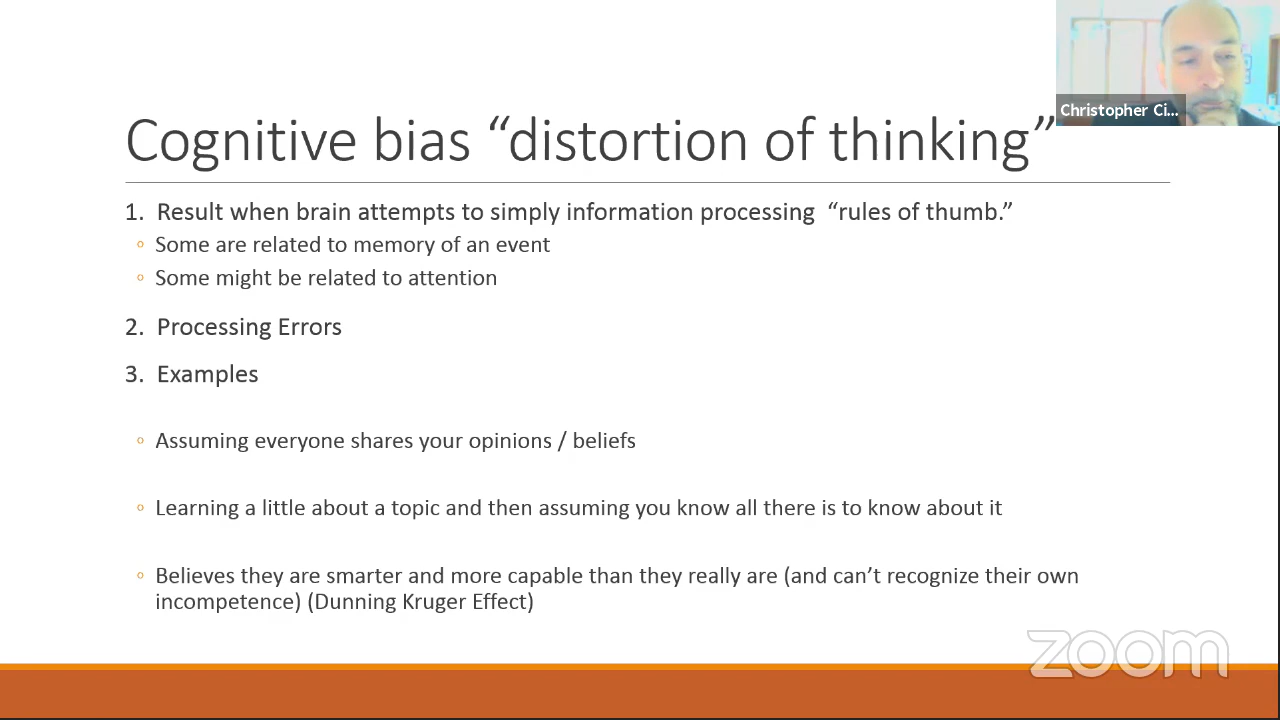 Christopher Ci...
Cognitive bias “distortion of thinking”
1. Result when brain attempts to simply information processing “rules of thumb.”
◦ Some are related to memory of an event
◦ Some might be related to attention
2. Processing Errors
3. Examples
◦ Assuming everyone shares your opinions / beliefs
◦ Learning a little about a topic and then assuming you know all there is to know about it
◦ Believes they are smarter and more capable than they really are (and can’t recognize their own
incompetence) (Dunning Kruger Effect)
zoom